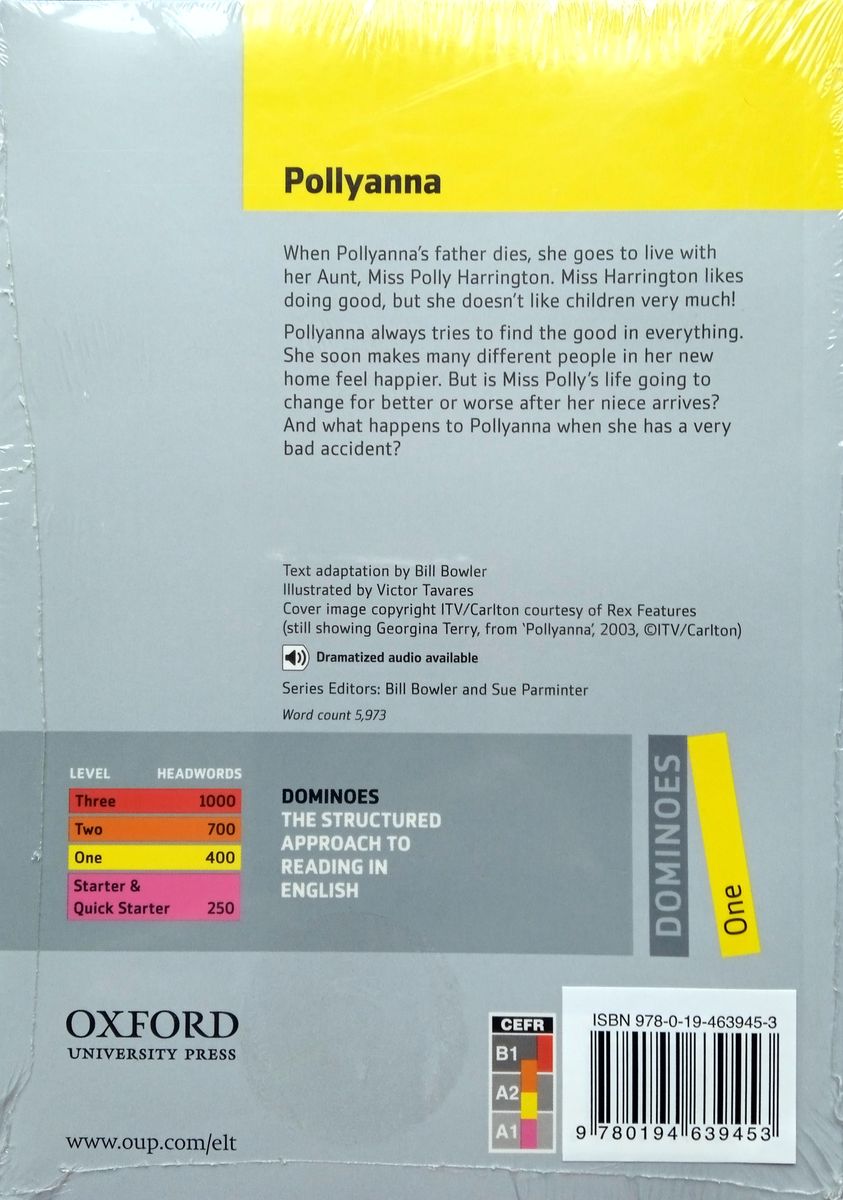 Pollyanna
When Pollyanna's father dies, she goes to live with
her Aunt, Miss Polly Harrington. Miss Harrington likes
doing good, but she doesn't like children very much!
Pollyanna always tries to find the good in everything.
She soon makes many different people in her new
home feel happier. But is Miss Polly's life going to
change for better or worse after her niece arrives?
And what happens to Pollyanna when she has a very
bad accident?
Text adaptation by Bill Bowler
Illustrated by Victor Tavares
Cover image copyright ITV/Carlton courtesy of Rex Features
(still showing Georgina Terry, from 'Pollyanna', 2003, ©ITV/Carlton)
Dramatized audio available
Series Editors: Bill Bowler and Sue Parminter
Word count 5,973
LEVEL HEADWORDS
Three 1000
Two 700
One 400
Starter &
Quick Starter 250
DOMINOES
THE STRUCTURED
APPROACH TO
READING IN
ENGLISH
DOMINOES
One
OXFORD
UNIVERSITY PRESS
www.oup.com/elt
CEFR
B1
A2
A1
ISBN 978-0-19-463945-3
9 780194 639453